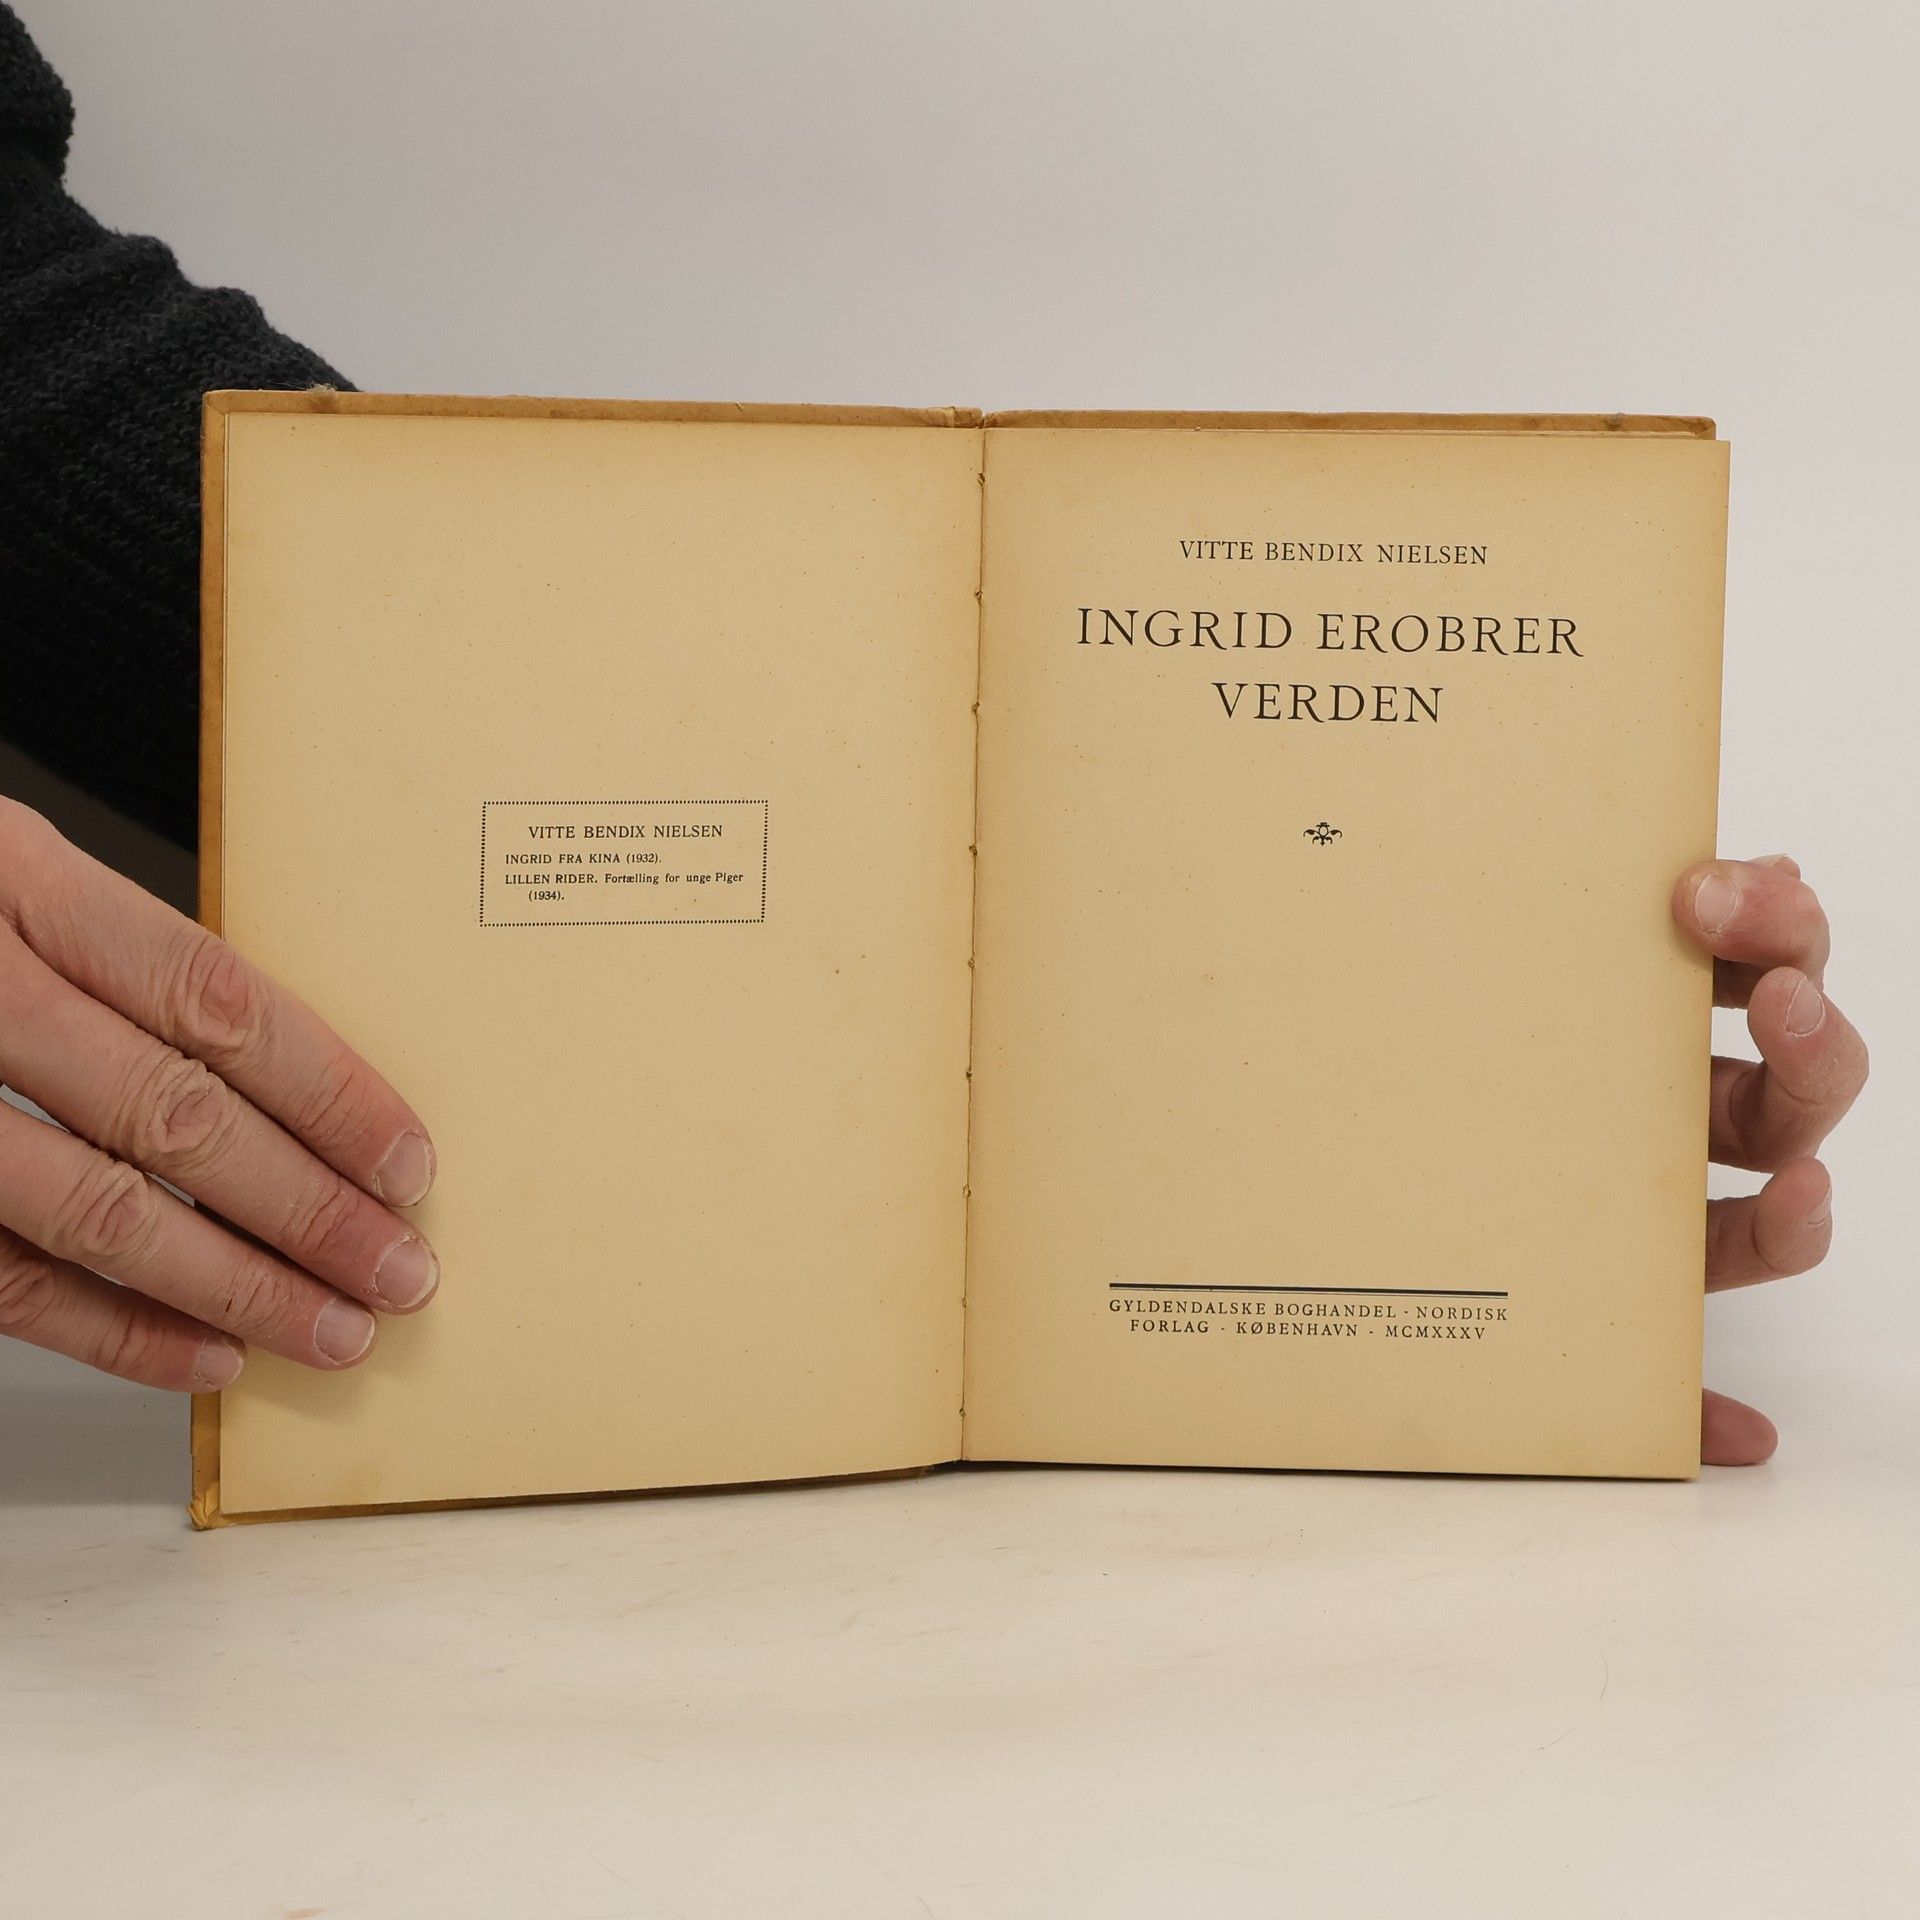 VITTE BENDIX NIELSEN
INGRID FRA KINA (1932).
LILLEN RIDER. Fortælling for unge Piger
(1934).
VITTE BENDIX NIELSEN
INGRID EROBRER
VERDEN
GYLDENDALSKE BOGHANDEL - NORDISK
FORLAG - KØBENHAVN - MCMXXXV